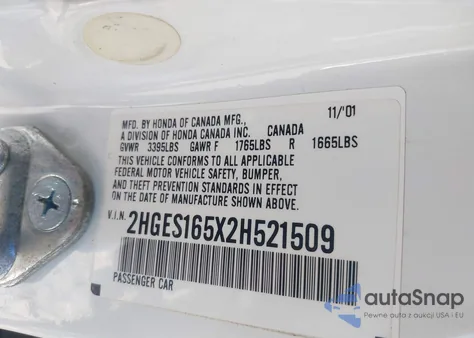 MFD. BY HONDA OF CANADA MFG., 11/'01
A DIVISION OF HONDA CANADA INC. CANADA
GVWR 3395LBS GAWR F 1765LBS R 1665LBS
THIS VEHICLE CONFORMS TO ALL APPLICABLE
FEDERAL MOTOR VEHICLE SAFETY, BUMPER,
AND THEFT PREVENTION STANDARDS IN EFFECT
ON THE DATE OF MANUFACTURE SHOWN ABOVE.
V.I.N. 2HGES165X2H521509
PASSENGER CAR
autaSnap
Pewne auta z aukcji USA i EU